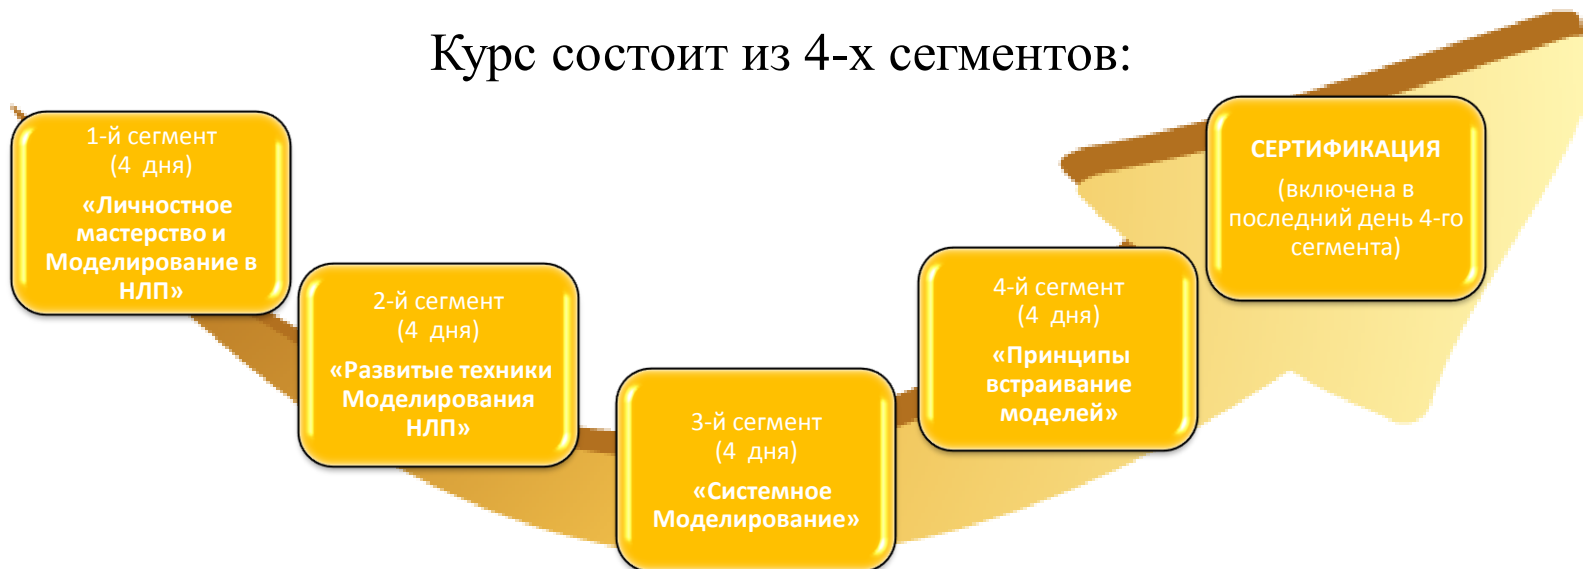 Курс состоит из 4-х сегментов:
1-й сегмент
(4 дня)
«Личностное
мастерство и
Моделирование в
НЛП»
2-й сегмент
(4 дня)
«Развитые техники
Моделирования
НЛП»
3-й сегмент
(4 дня)
«Системное
Моделирование»
4-й сегмент
(4 дня)
«Принципы
встраивание
моделей»
СЕРТИФИКАЦИЯ
(включена в
последний день 4-го
сегмента)